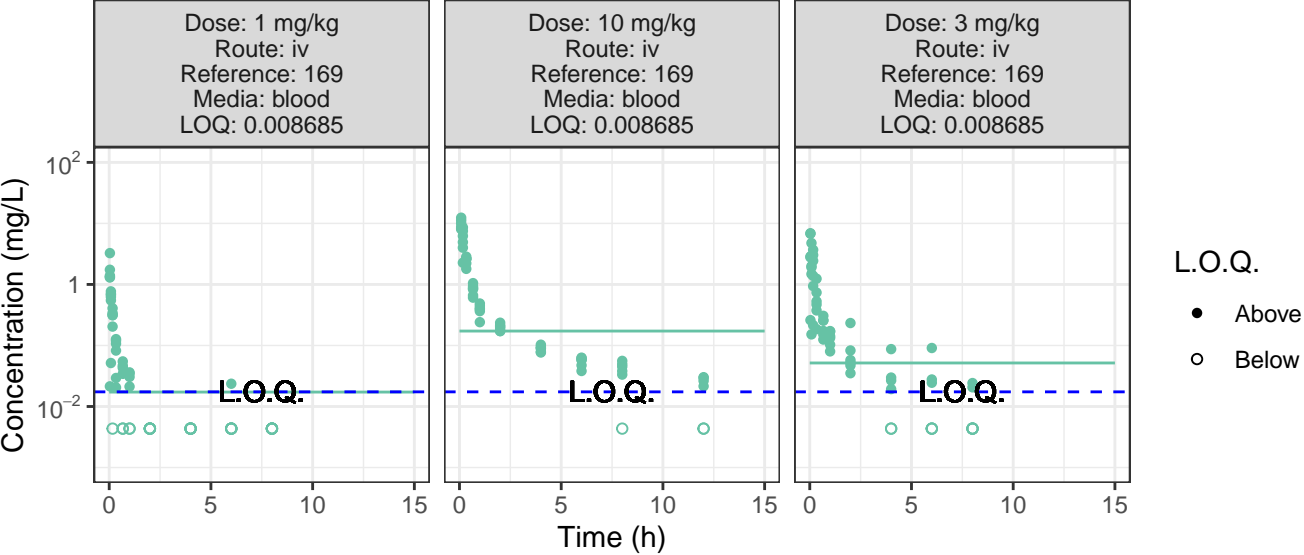 Dose: 1 mg/kg
Route: iv
Reference: 169
Media: blood
LOQ: 0.008685
Dose: 10 mg/kg
Route: iv
Reference: 169
Media: blood
LOQ: 0.008685
Dose: 3 mg/kg
Route: iv
Reference: 169
Media: blood
LOQ: 0.008685
Concentration (mg/L)
10²
1
10⁻²
L.O.Q.
L.O.Q.
L.O.Q.
0 5 10 15
0 5 10 15
0 5 10 15
Time (h)
L.O.Q.
Above
Below